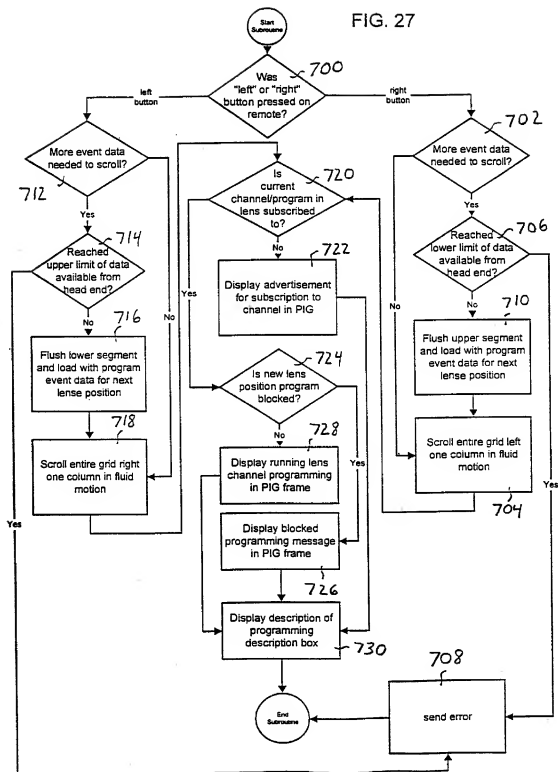 FIG. 27
Start
Subroutine
700
Was
"left" or "right"
button pressed on
remote?
left
button
right
button
More event data
needed to scroll?
712
Yes
No
714
Reached
upper limit of data
available from
head end?
No
Yes
716
Flush lower segment
and load with program
event data for next
lense position
718
Scroll entire grid right
one column in fluid
motion
720
Is
current
channel/program in
lens subscribed
to?
No
Yes
722
Display advertisement
for subscription to
channel in PIG
724
Is new lens
position program
blocked?
No
Yes
728
Display running lens
channel programming
in PIG frame
Display blocked
programming message
in PIG frame
726
Display description of
programming
description box
730
End
Subroutine
702
More event data
needed to scroll?
Yes
No
706
Reached
lower limit of data
available from
head end?
No
Yes
710
Flush upper segment
and load with program
event data for next
lense position
Scroll entire grid left
one column in fluid
motion
704
708
send error